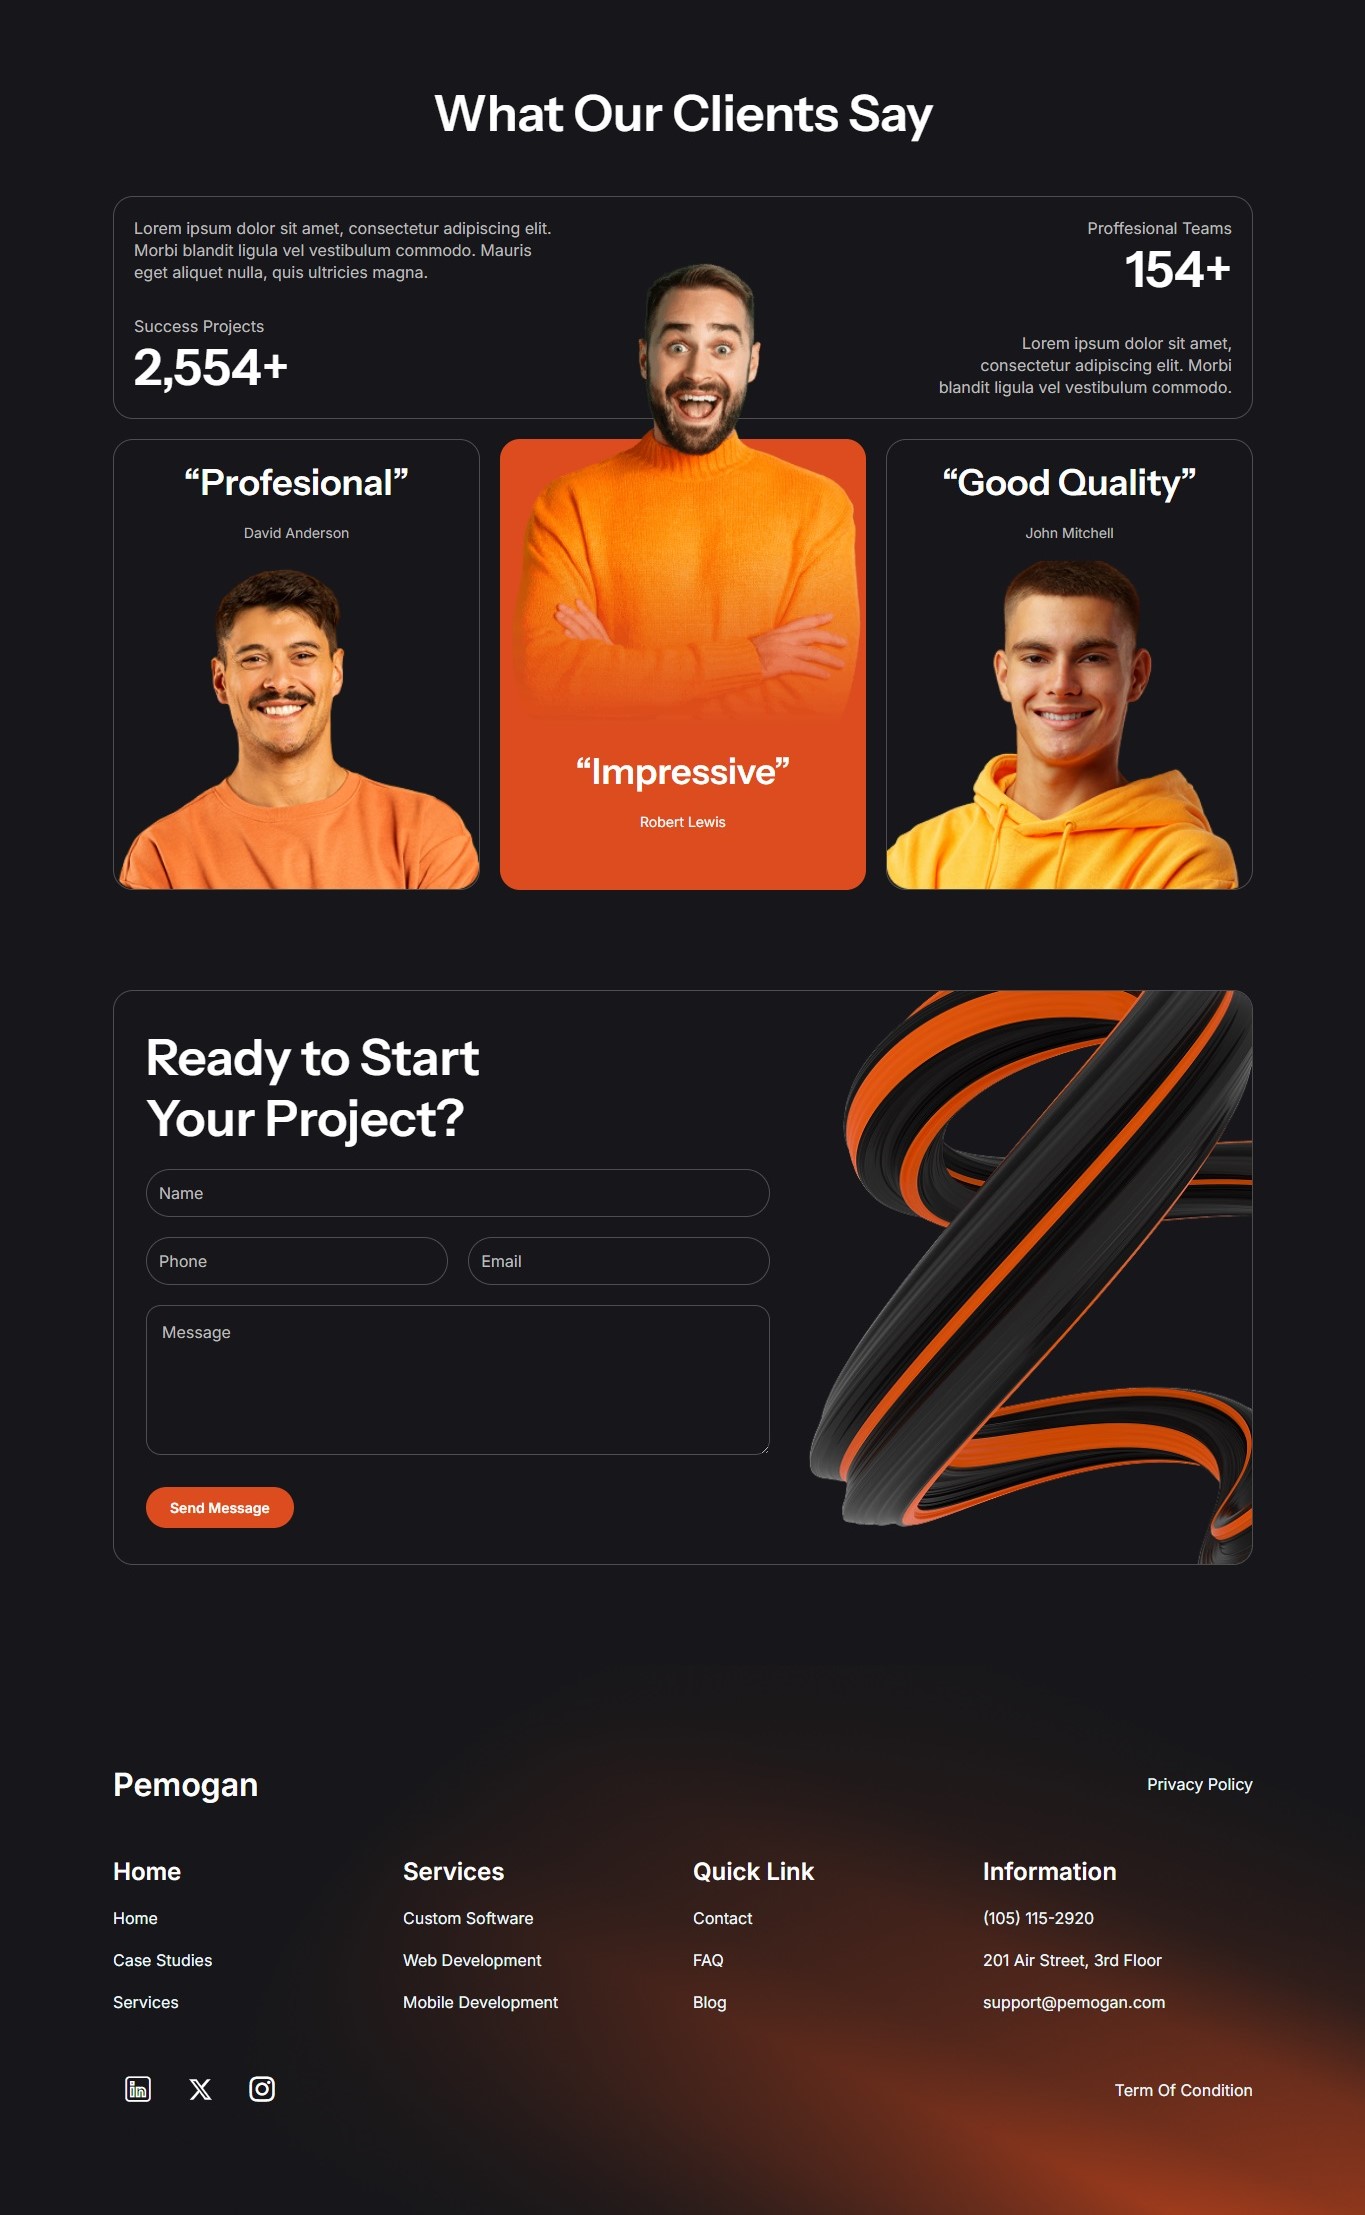 What Our Clients Say
Lorem ipsum dolor sit amet, consectetur adipiscing elit.
Morbi blandit ligula vel vestibulum commodo. Mauris
eget aliquet nulla, quis ultricies magna.
Success Projects
2,554+
Proffesional Teams
154+
Lorem ipsum dolor sit amet,
consectetur adipiscing elit. Morbi
blandit ligula vel vestibulum commodo.
“Profesional”
David Anderson
“Impressive”
Robert Lewis
“Good Quality”
John Mitchell
Ready to Start
Your Project?
Name
Phone
Email
Message
Send Message
Pemogan
Privacy Policy
Home
Home
Case Studies
Services
Services
Custom Software
Web Development
Mobile Development
Quick Link
Contact
FAQ
Blog
Information
(105) 115-2920
201 Air Street, 3rd Floor
support@pemogan.com
in
X
Term Of Condition